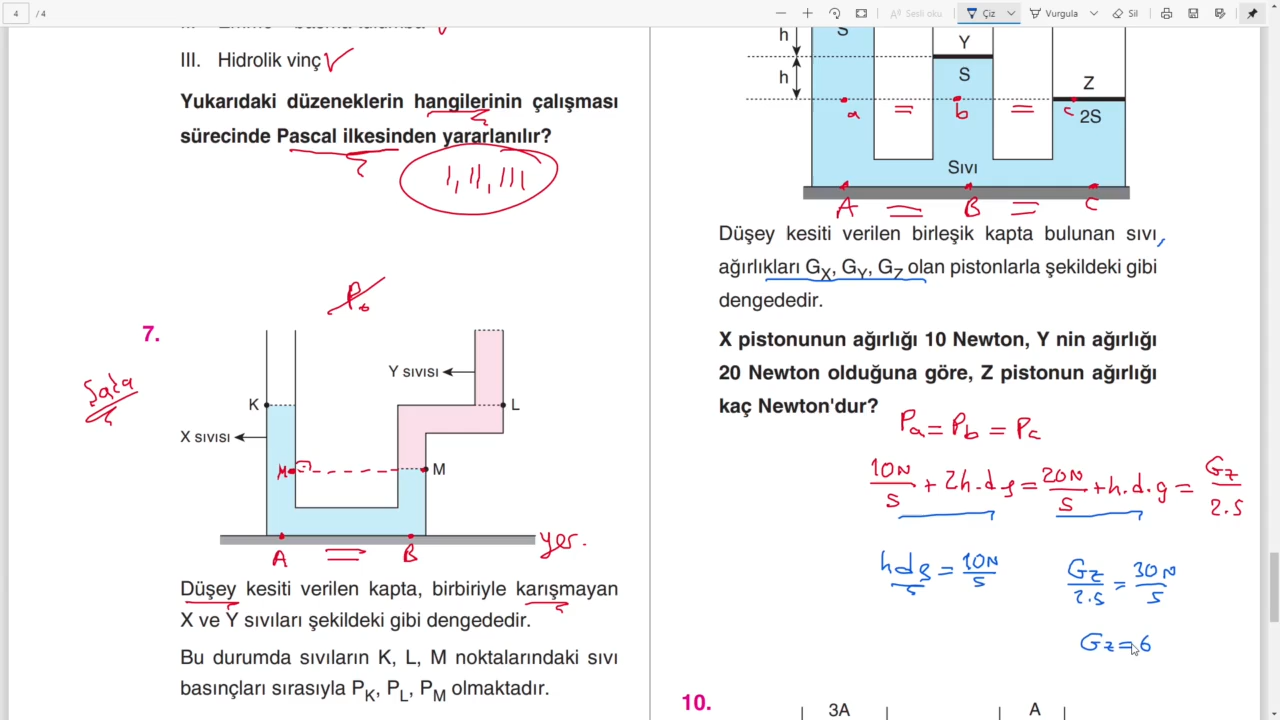 4 / 4
Sesli oku
Çiz
Vurgula
Sil
III. Hidrolik vinç
Yukarıdaki düzeneklerin hangilerinin çalışması
sürecinde Pascal ilkesinden yararlanılır?
I, II, III
P₀
7.
Y sıvısı
K
L
X sıvısı
M
M
A = B
yer.
Düşey kesiti verilen kapta, birbiriyle karışmayan
X ve Y sıvıları şekildeki gibi dengededir.
Bu durumda sıvıların K, L, M noktalarındaki sıvı
basınçları sırasıyla PK, PL, PM olmaktadır.
h
S
Y
h
S
Z
a = b = c
2S
Sıvı
A = B = C
Düşey kesiti verilen birleşik kapta bulunan sıvı,
ağırlıkları GX, GY, GZ olan pistonlarla şekildeki gibi
dengededir.
X pistonunun ağırlığı 10 Newton, Y nin ağırlığı
20 Newton olduğuna göre, Z pistonun ağırlığı
kaç Newton'dur?
Pa = Pb = Pc
10N/S + 2h.d.g = 20N/S + h.d.g = Gz/2.S
hdg = 10N/S
Gz/2.S = 30N/S
Gz = 6
10.
3A
A